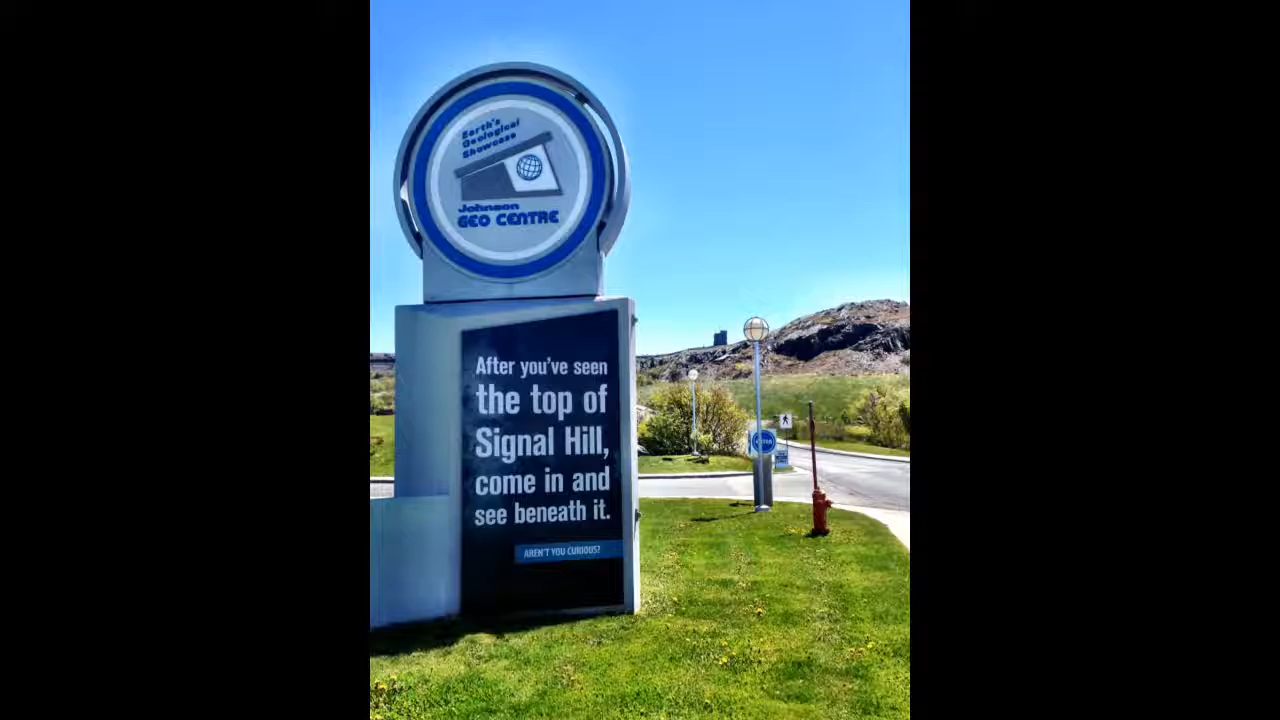 Earth's
Geological
Showcase
Johnson
GEO CENTRE
After you've seen
the top of
Signal Hill,
come in and
see beneath it.
AREN'T YOU CURIOUS?